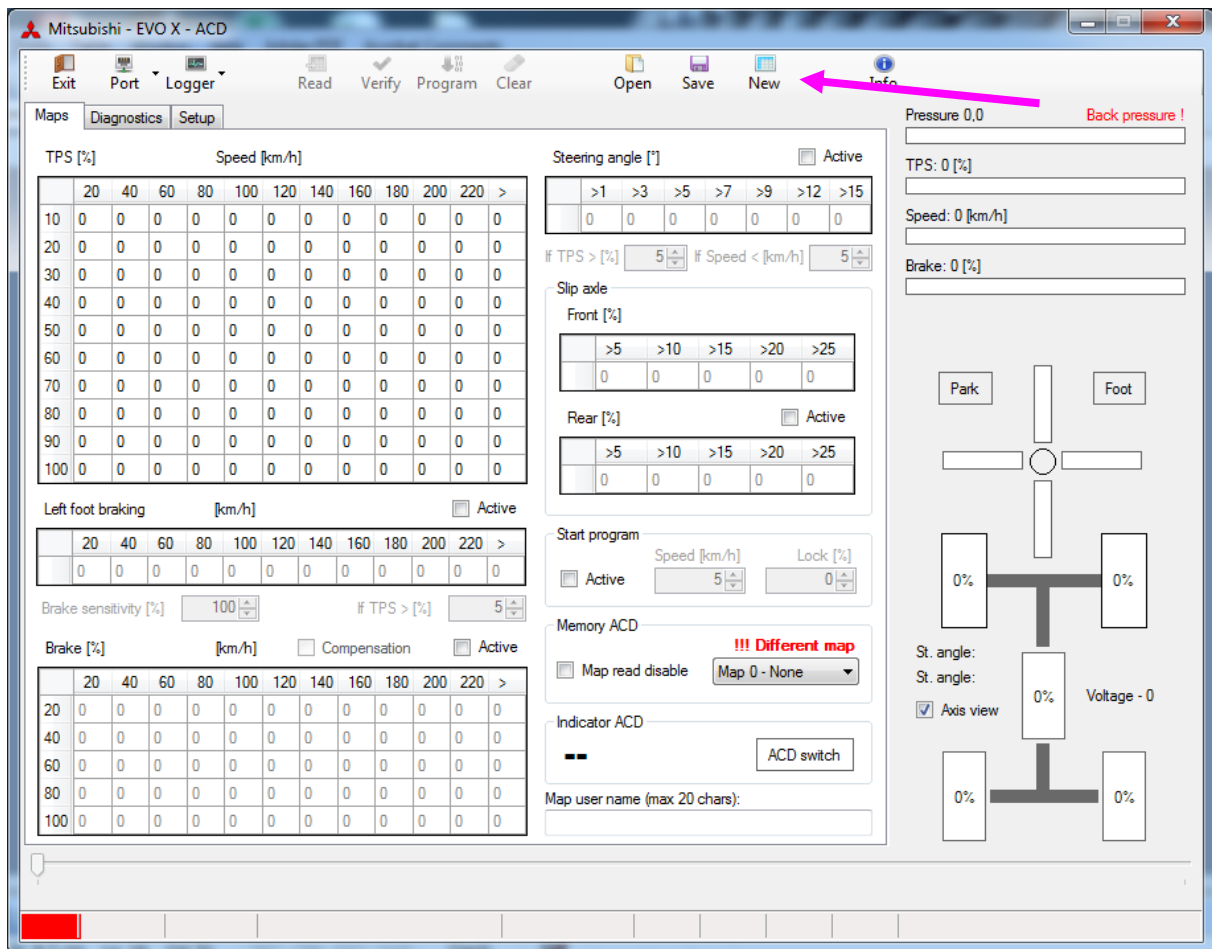 Mitsubishi - EVO X - ACD
Exit Port Logger Read Verify Program Clear Open Save New Info
Maps Diagnostics Setup
TPS [%] Speed [km/h]
20 40 60 80 100 120 140 160 180 200 220 >
10 0 0 0 0 0 0 0 0 0 0 0 0
20 0 0 0 0 0 0 0 0 0 0 0 0
30 0 0 0 0 0 0 0 0 0 0 0 0
40 0 0 0 0 0 0 0 0 0 0 0 0
50 0 0 0 0 0 0 0 0 0 0 0 0
60 0 0 0 0 0 0 0 0 0 0 0 0
70 0 0 0 0 0 0 0 0 0 0 0 0
80 0 0 0 0 0 0 0 0 0 0 0 0
90 0 0 0 0 0 0 0 0 0 0 0 0
100 0 0 0 0 0 0 0 0 0 0 0 0
Left foot braking [km/h] Active
20 40 60 80 100 120 140 160 180 200 220 >
0 0 0 0 0 0 0 0 0 0 0 0
Brake sensitivity [%] 100 If TPS > [%] 5
Brake [%] [km/h] Compensation Active
20 40 60 80 100 120 140 160 180 200 220 >
20 0 0 0 0 0 0 0 0 0 0 0 0
40 0 0 0 0 0 0 0 0 0 0 0 0
60 0 0 0 0 0 0 0 0 0 0 0 0
80 0 0 0 0 0 0 0 0 0 0 0 0
100 0 0 0 0 0 0 0 0 0 0 0 0
Steering angle [°] Active
>1 >3 >5 >7 >9 >12 >15
0 0 0 0 0 0 0
If TPS > [%] 5 If Speed < [km/h] 5
Slip axle
Front [%]
>5 >10 >15 >20 >25
0 0 0 0 0
Rear [%] Active
>5 >10 >15 >20 >25
0 0 0 0 0
Start program
Speed [km/h] Lock [%]
Active 5 0
Memory ACD
!!! Different map
Map read disable Map 0 - None
Indicator ACD
-- ACD switch
Map user name (max 20 chars):
Pressure 0,0 Back pressure !
TPS: 0 [%]
Speed: 0 [km/h]
Brake: 0 [%]
Park Foot
0% 0%
St. angle:
St. angle:
Axis view 0% Voltage - 0
0% 0%